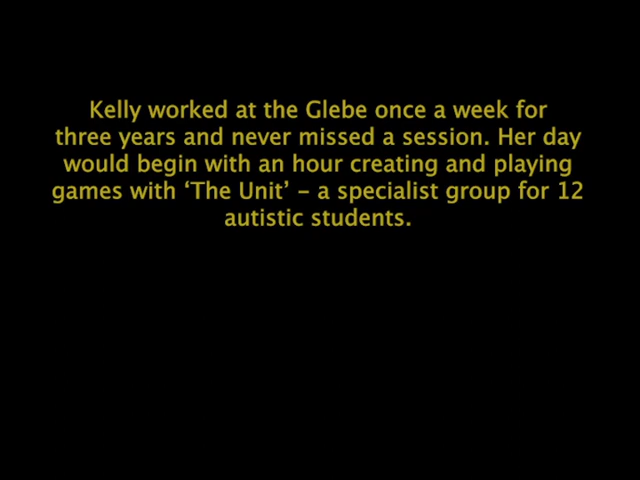 Kelly worked at the Glebe once a week for
three years and never missed a session. Her day
would begin with an hour creating and playing
games with ‘The Unit’ – a specialist group for 12
autistic students.